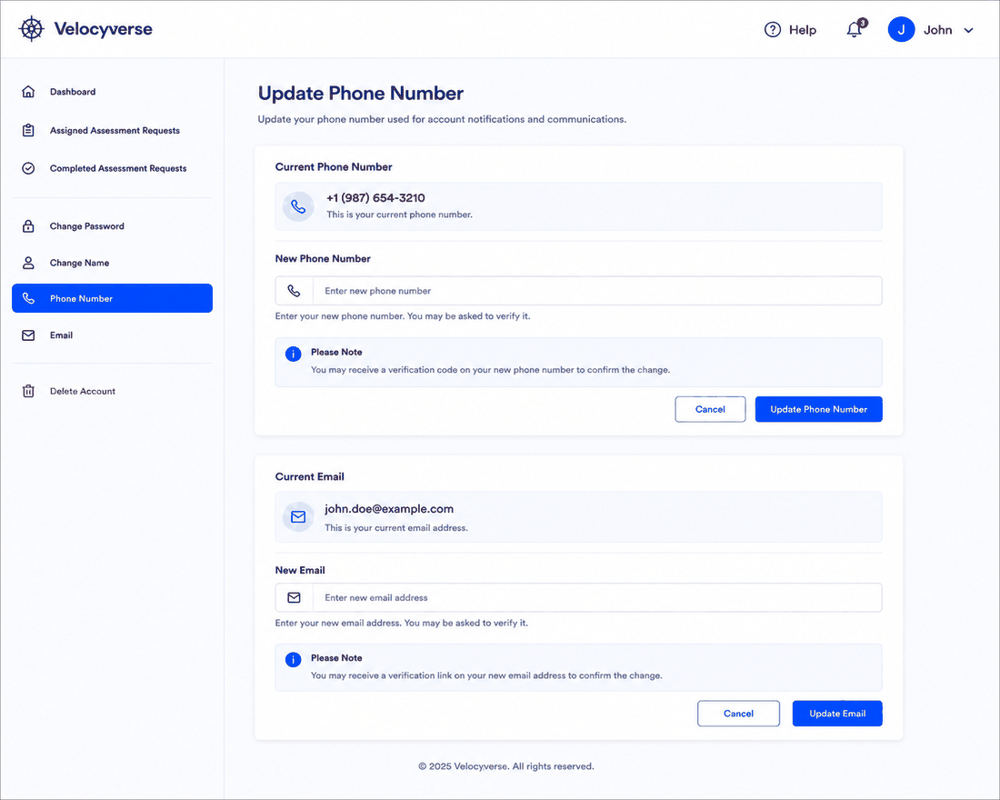 Velocyverse
Help
3
J
John
Dashboard
Assigned Assessment Requests
Completed Assessment Requests
Change Password
Change Name
Phone Number
Email
Delete Account
Update Phone Number
Update your phone number used for account notifications and communications.
Current Phone Number
+1 (987) 654-3210
This is your current phone number.
New Phone Number
Enter new phone number
Enter your new phone number. You may be asked to verify it.
Please Note
You may receive a verification code on your new phone number to confirm the change.
Cancel
Update Phone Number
Current Email
john.doe@example.com
This is your current email address.
New Email
Enter new email address
Enter your new email address. You may be asked to verify it.
Please Note
You may receive a verification link on your new email address to confirm the change.
Cancel
Update Email
© 2025 Velocyverse. All rights reserved.